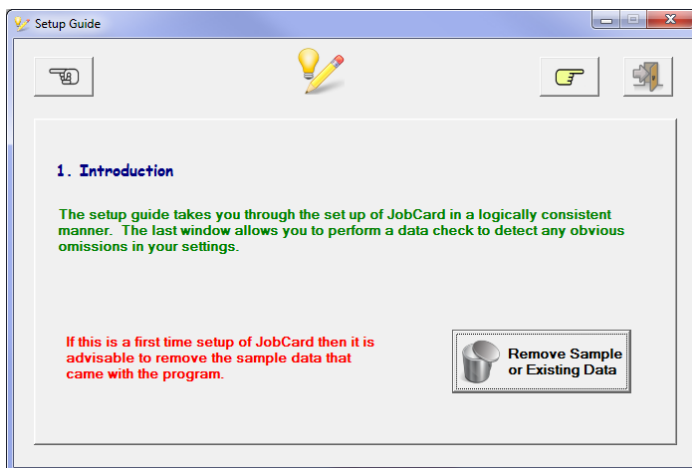 Setup Guide
1. Introduction
The setup guide takes you through the set up of JobCard in a logically consistent
manner.  The last window allows you to perform a data check to detect any obvious
omissions in your settings.
If this is a first time setup of JobCard then it is
advisable to remove the sample data that
came with the program.
Remove Sample
or Existing Data